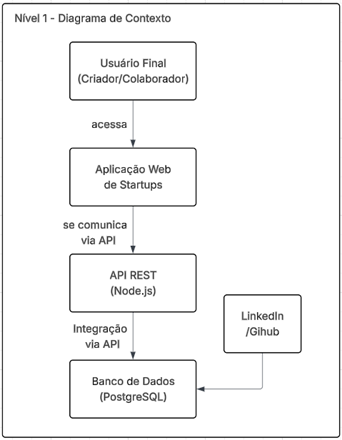 Nível 1 - Diagrama de Contexto
Usuário Final
(Criador/Colaborador)
acessa
Aplicação Web
de Startups
se comunica
via API
API REST
(Node.js)
LinkedIn
/Gihub
Integração
via API
Banco de Dados
(PostgreSQL)